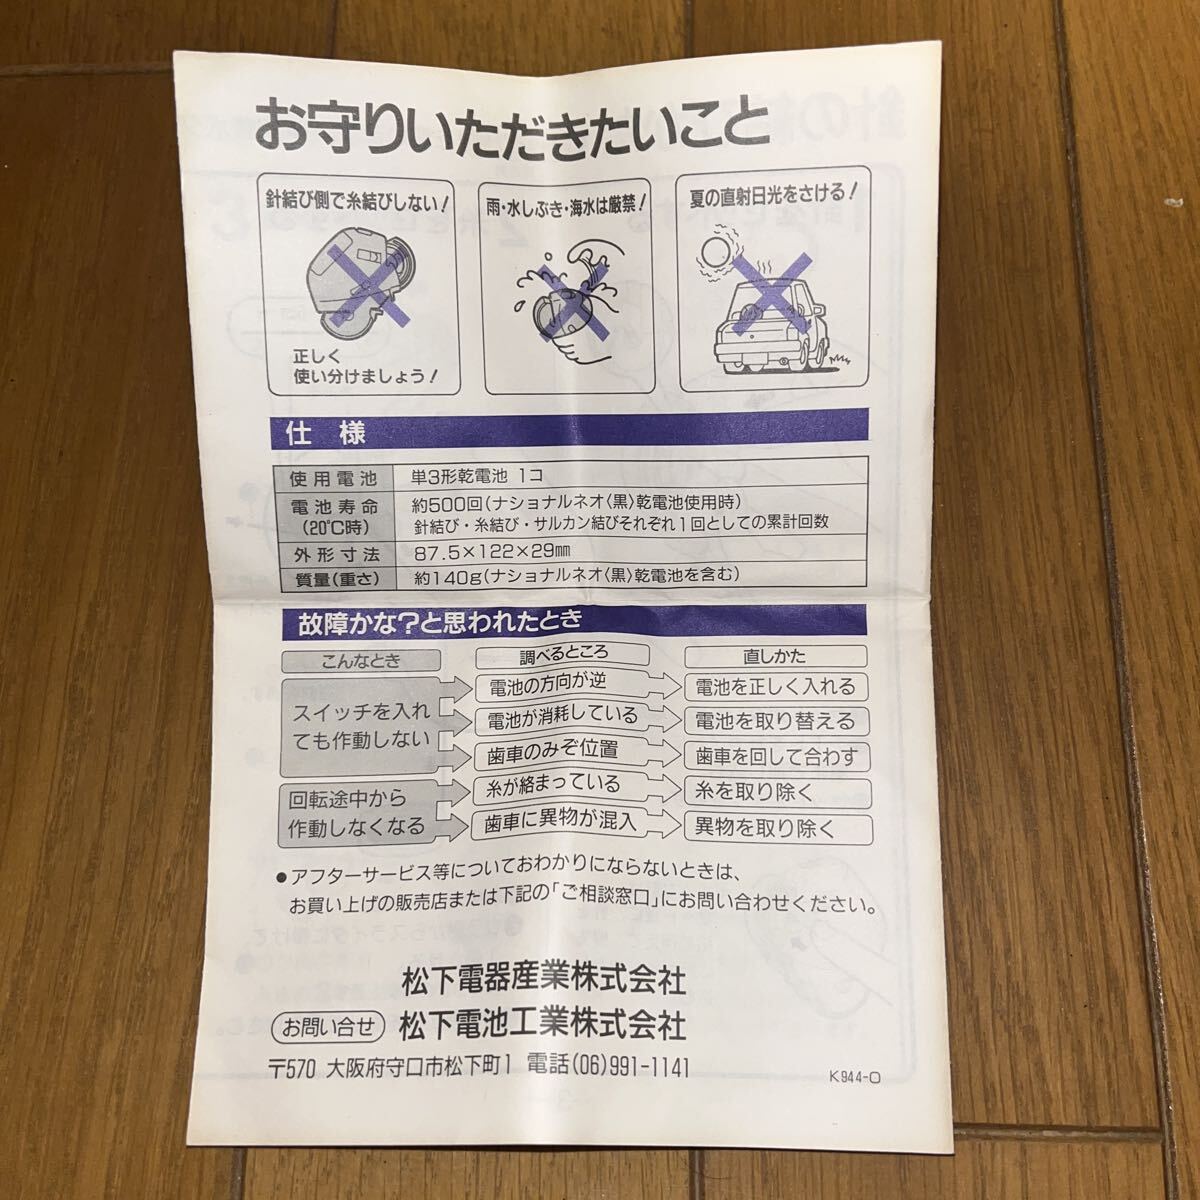 お守りいただきたいこと
針結び側で糸結びしない!
正しく
使い分けましょう!
雨・水しぶき・海水は厳禁!
夏の直射日光をさける!
仕様
使用電池 単3形乾電池 1コ
電池寿命 (20℃時) 約500回(ナショナルネオ〈黒〉乾電池使用時)
針結び・糸結び・サルカン結びそれぞれ1回としての累計回数
外形寸法 87.5×122×29㎜
質量(重さ) 約140g(ナショナルネオ〈黒〉乾電池を含む)
故障かな?と思われたとき
こんなとき 調べるところ 直しかた
スイッチを入れ
ても作動しない
電池の方向が逆 電池を正しく入れる
電池が消耗している 電池を取り替える
歯車のみぞ位置 歯車を回して合わす
回転途中から
作動しなくなる
糸が絡まっている 糸を取り除く
歯車に異物が混入 異物を取り除く
●アフターサービス等についておわかりにならないときは、
お買い上げの販売店または下記の「ご相談窓口」にお問い合わせください。
松下電器産業株式会社
お問い合せ 松下電池工業株式会社
〒570 大阪府守口市松下町1 電話(06)991-1141
K944-0